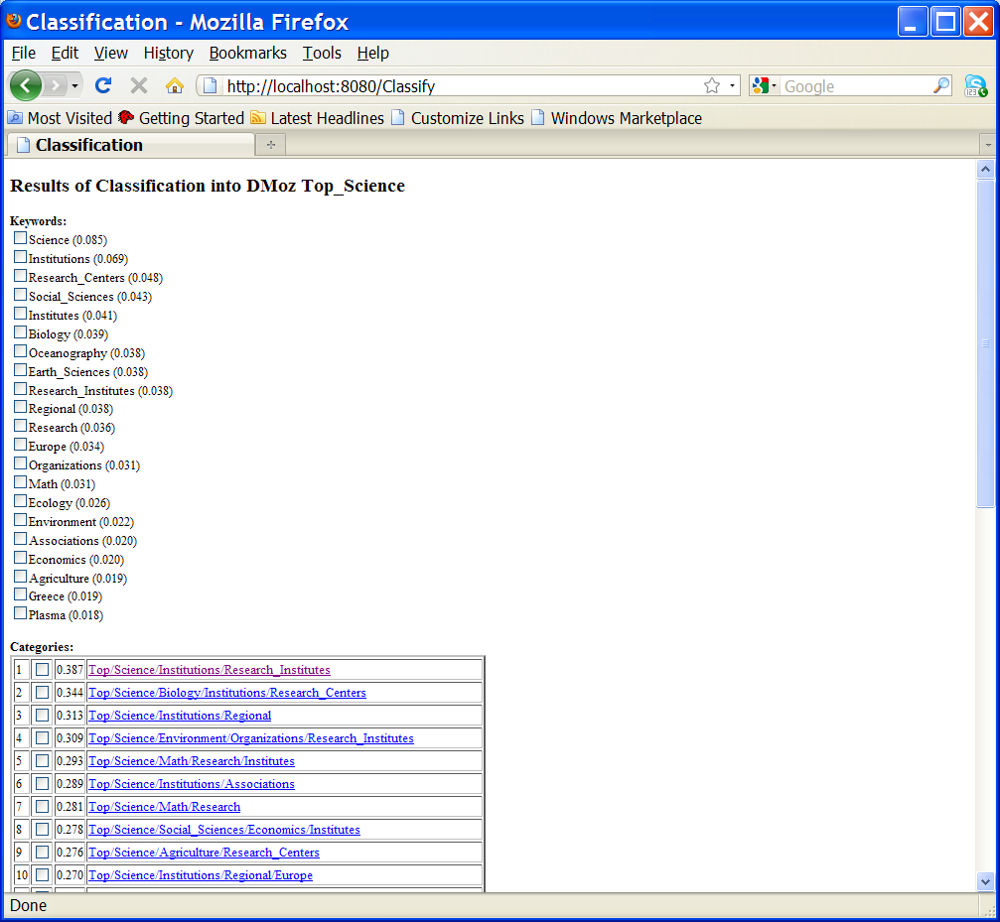 Classification - Mozilla Firefox
File Edit View History Bookmarks Tools Help
http://localhost:8080/Classify Google
Most Visited Getting Started Latest Headlines Customize Links Windows Marketplace
Classification
Results of Classification into DMoz Top_Science
Keywords:
Science (0.085)
Institutions (0.069)
Research_Centers (0.048)
Social_Sciences (0.043)
Institutes (0.041)
Biology (0.039)
Oceanography (0.038)
Earth_Sciences (0.038)
Research_Institutes (0.038)
Regional (0.038)
Research (0.036)
Europe (0.034)
Organizations (0.031)
Math (0.031)
Ecology (0.026)
Environment (0.022)
Associations (0.020)
Economics (0.020)
Agriculture (0.019)
Greece (0.019)
Plasma (0.018)
Categories:
1 0.387 Top/Science/Institutions/Research_Institutes
2 0.344 Top/Science/Biology/Institutions/Research_Centers
3 0.313 Top/Science/Institutions/Regional
4 0.309 Top/Science/Environment/Organizations/Research_Institutes
5 0.293 Top/Science/Math/Research/Institutes
6 0.289 Top/Science/Institutions/Associations
7 0.281 Top/Science/Math/Research
8 0.278 Top/Science/Social_Sciences/Economics/Institutes
9 0.276 Top/Science/Agriculture/Research_Centers
10 0.270 Top/Science/Institutions/Regional/Europe
Done